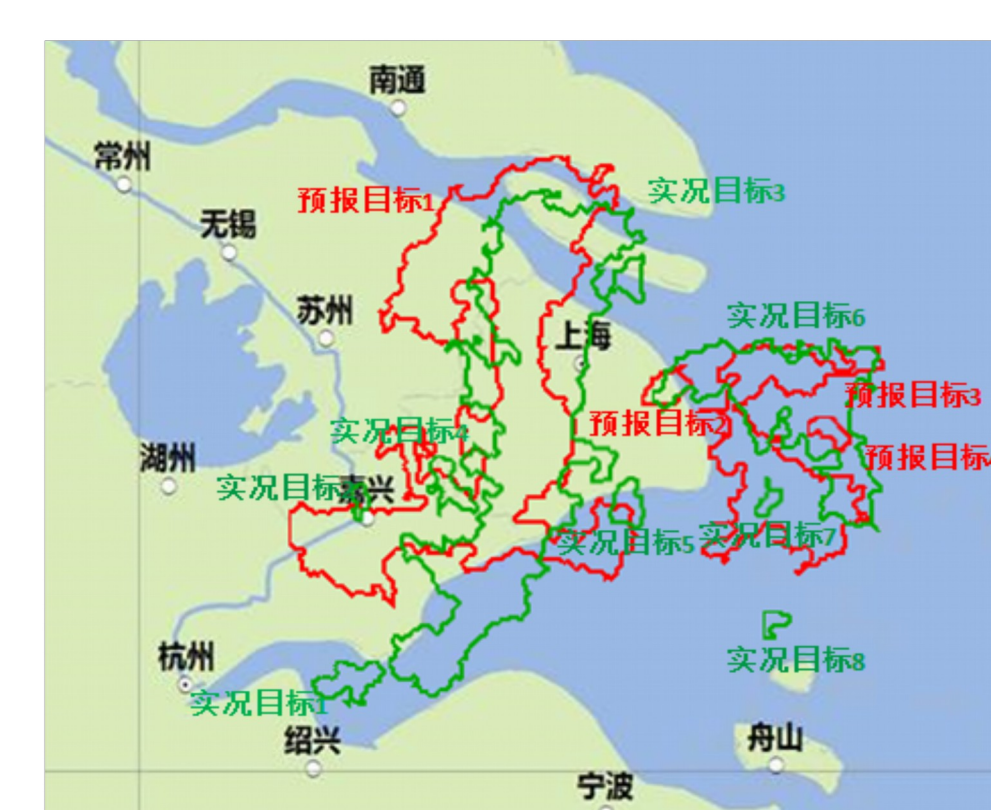 南通
常州
预报目标1
实况目标3
无锡
苏州
实况目标6
上海
预报目标3
预报目标2
实况目标4
湖州
预报目标
实况目标
嘉兴
实况目标5
实况目标7
杭州
实况目标8
实况目标1
绍兴
舟山
宁波